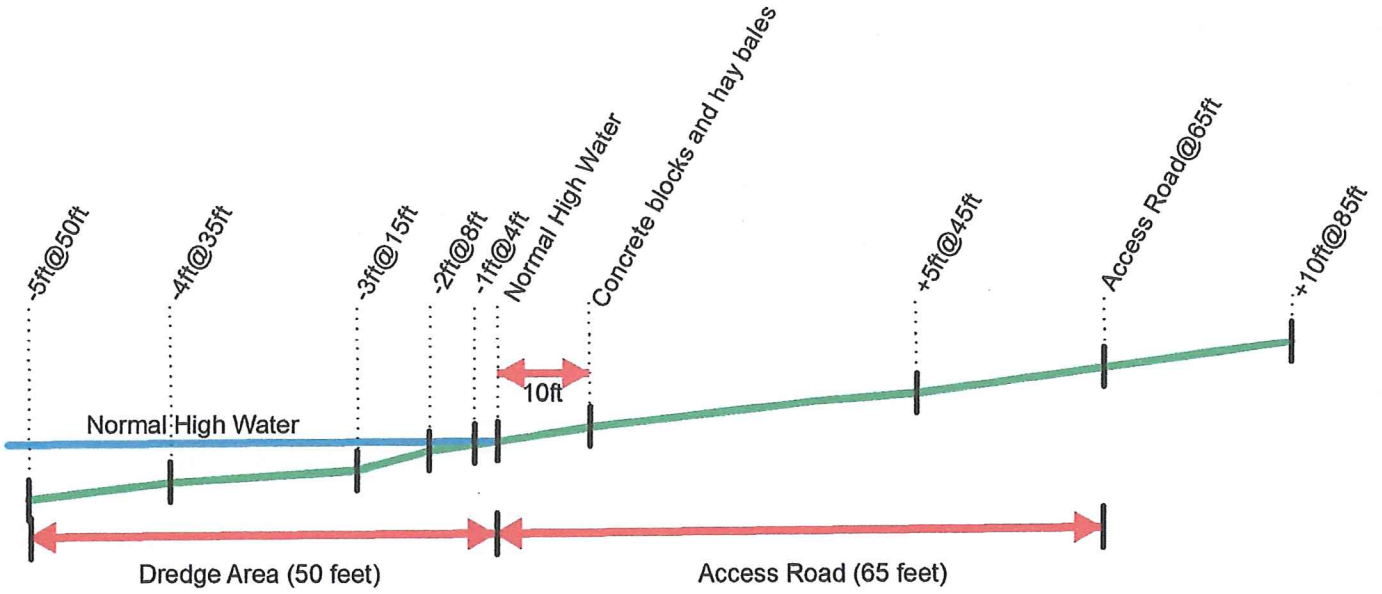 -5ft@50ft
-4ft@35ft
-3ft@15ft
-2ft@8ft
-1ft@4ft
Normal High Water
Concrete blocks and hay bales
+5ft@45ft
Access Road@65ft
+10ft@85ft
10ft
Normal High Water
Dredge Area (50 feet)
Access Road (65 feet)